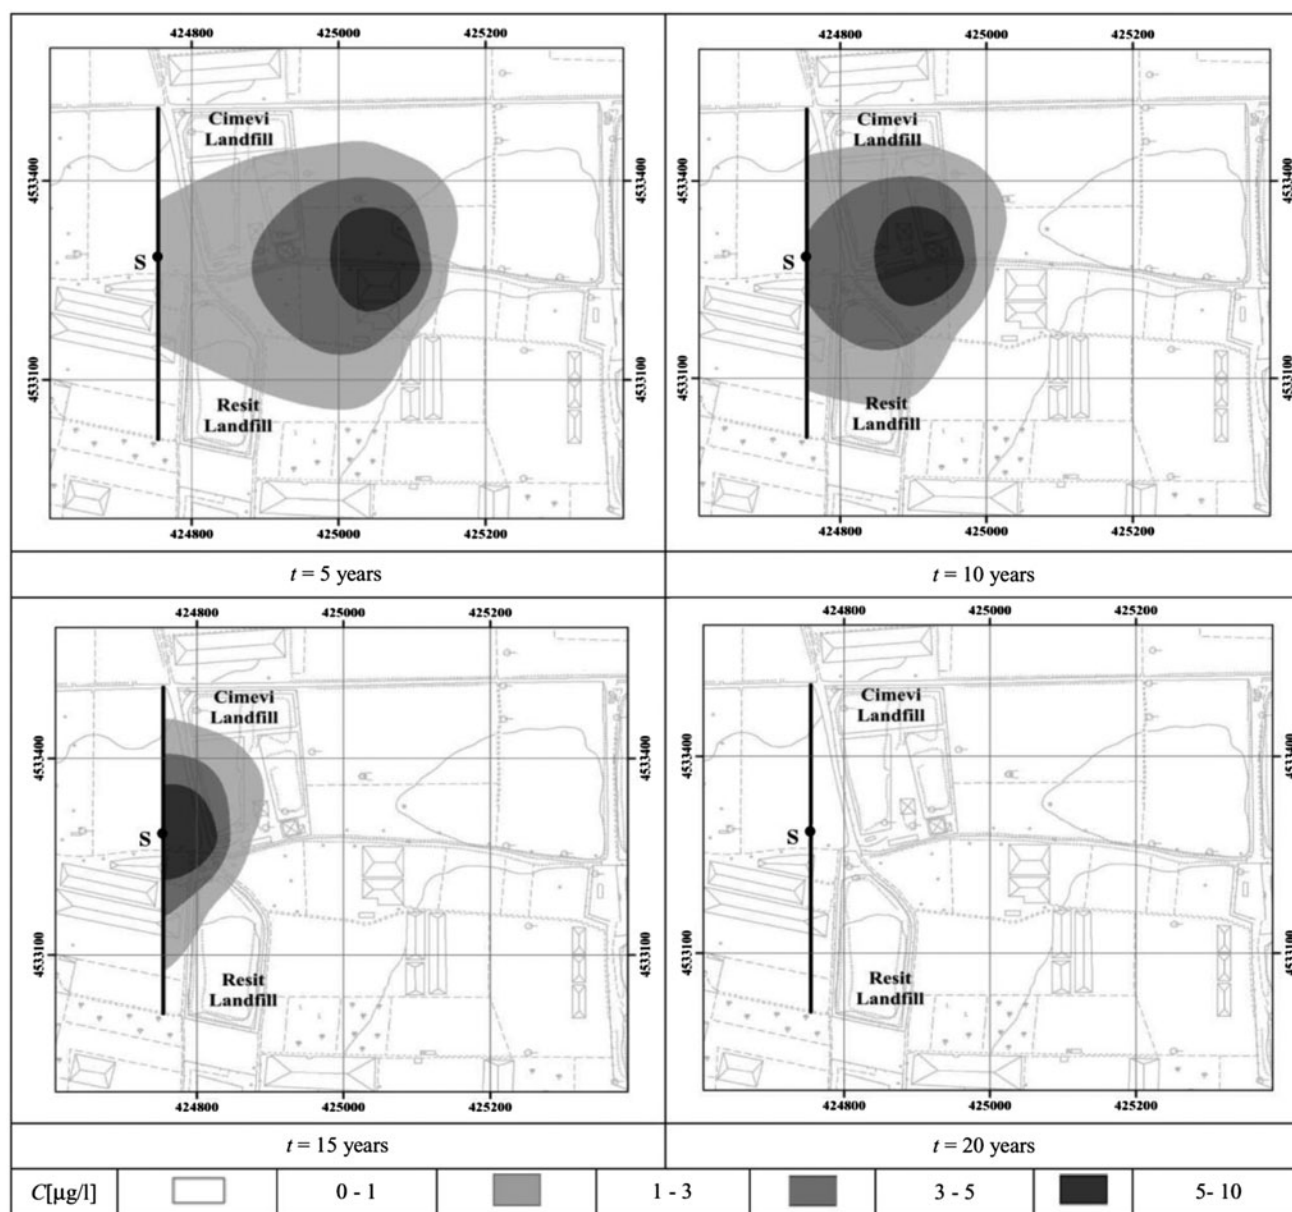 424800 425000 425200
424800 425000 425200
Cimevi
Landfill
Cimevi
Landfill
4533400 4533400 4533400 4533400
S
S
4533100 4533100 4533100 4533100
Resit
Landfill
Resit
Landfill
424800 425000 425200
424800 425000 425200
t = 5 years
t = 10 years
424800 425000 425200
424800 425000 425200
Cimevi
Landfill
Cimevi
Landfill
4533400 4533400 4533400 4533400
S
S
4533100 4533100 4533100 4533100
Resit
Landfill
Resit
Landfill
424800 425000 425200
424800 425000 425200
t = 15 years
t = 20 years
C[µg/l] 0 - 1 1 - 3 3 - 5 5- 10